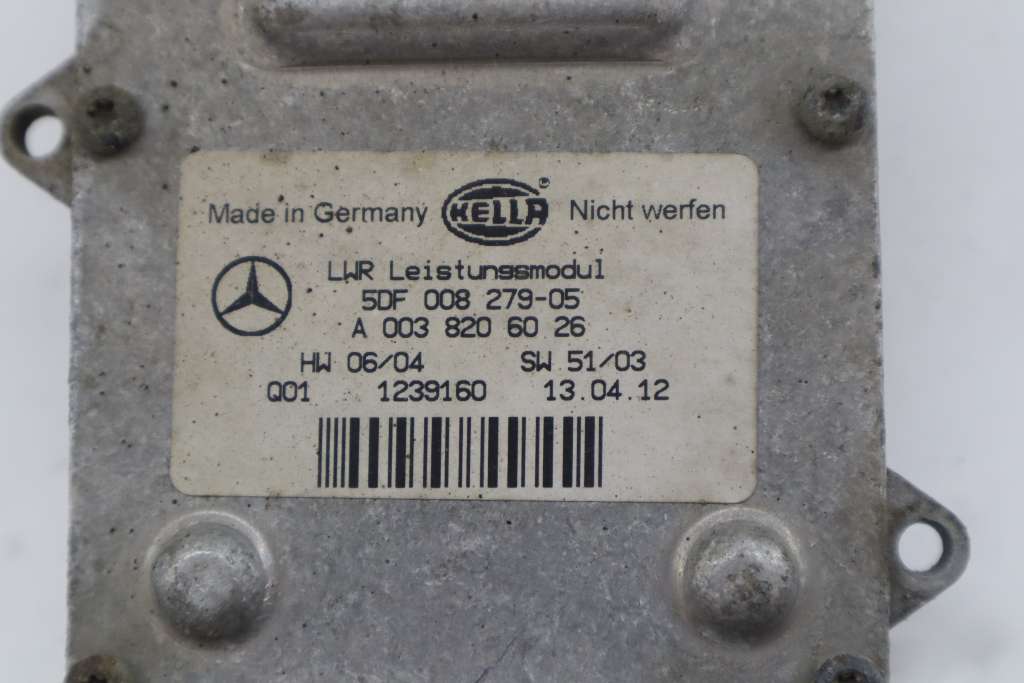 Made in Germany HELLA Nicht werfen
LWR Leistungsmodul
5DF 008 279-05
A 003 820 60 26
HW 06/04 SW 51/03
Q01 1239160 13.04.12